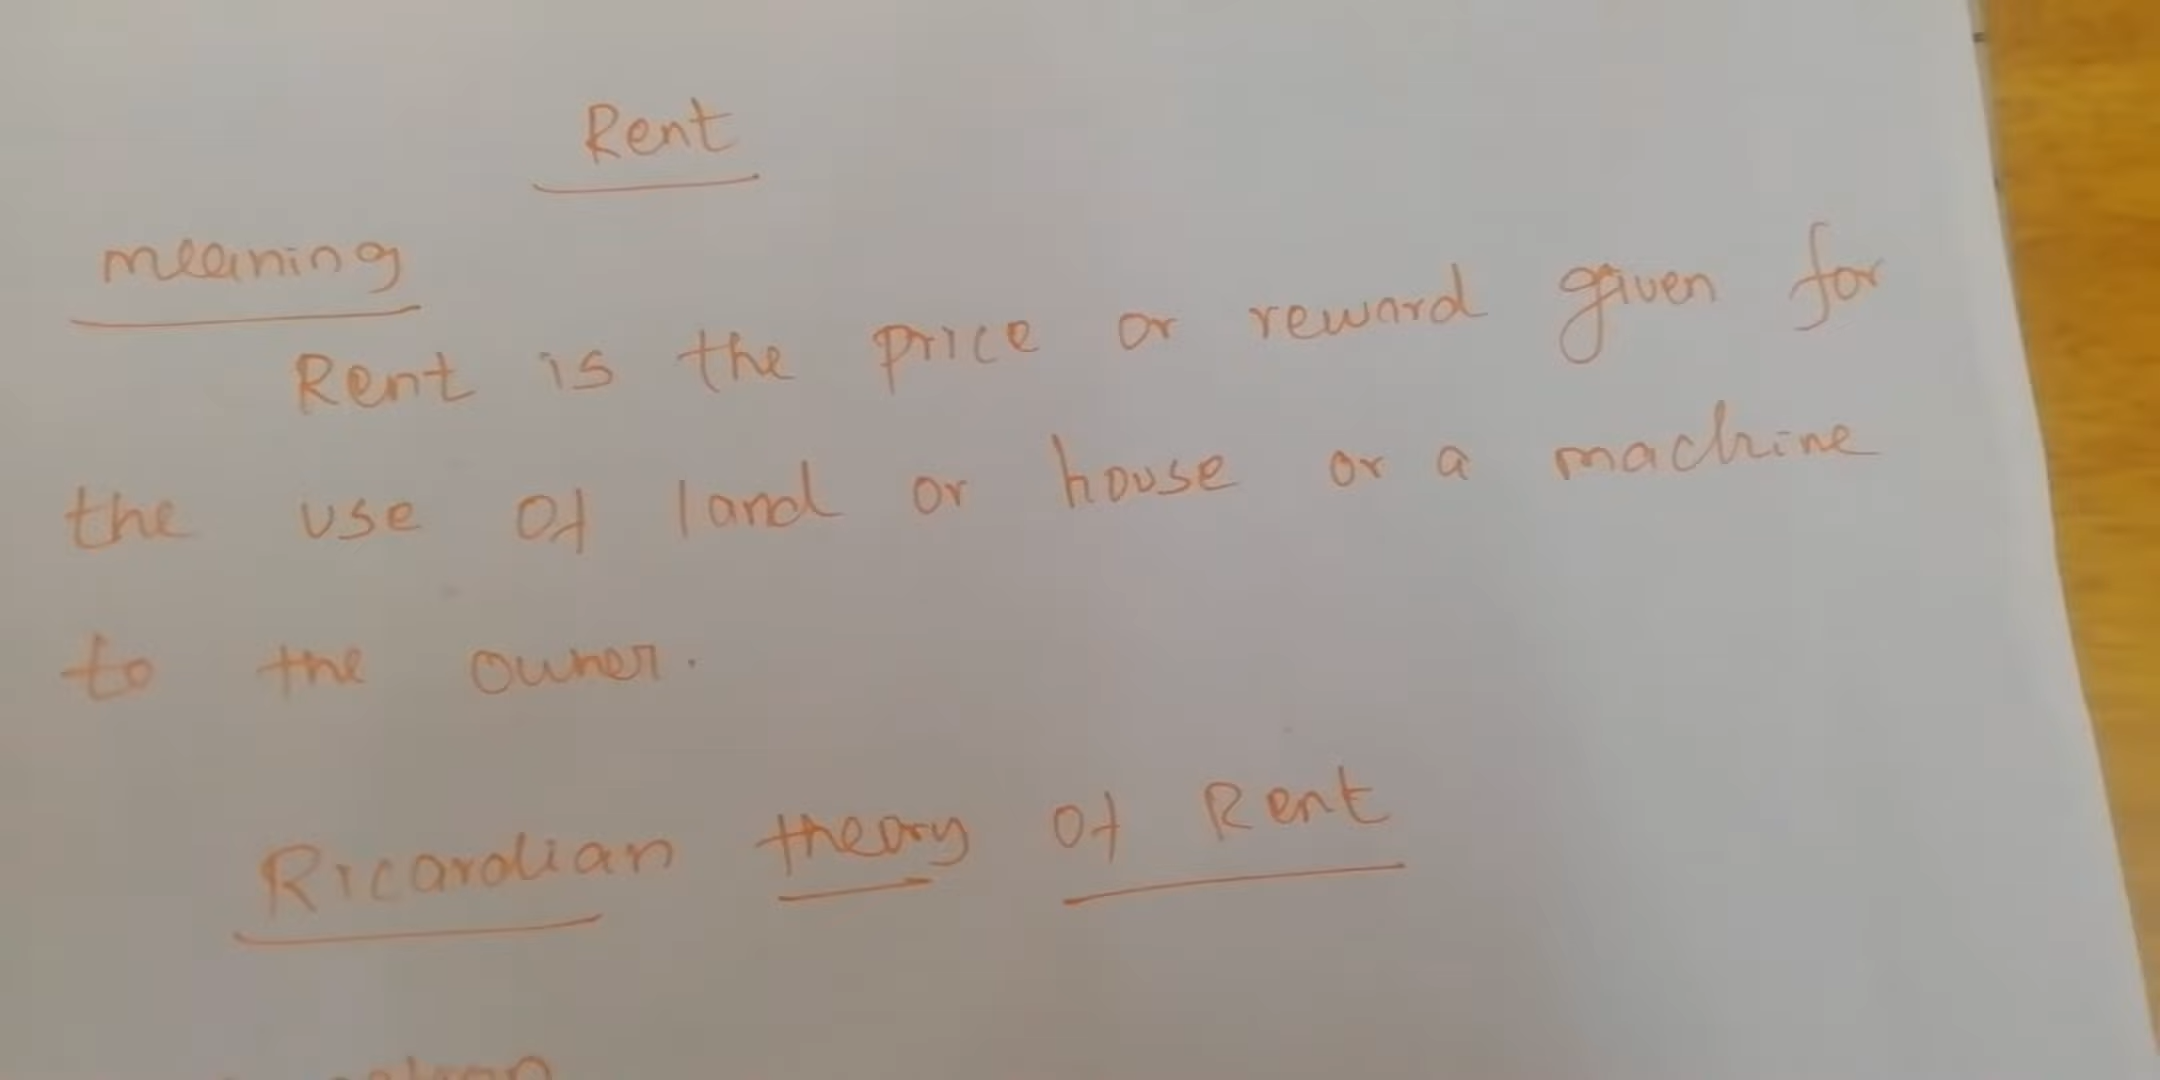 Rent
meaning
Rent is the price or reward given for
the use of land or house or a machine
to the owner.
Ricardian theory of Rent